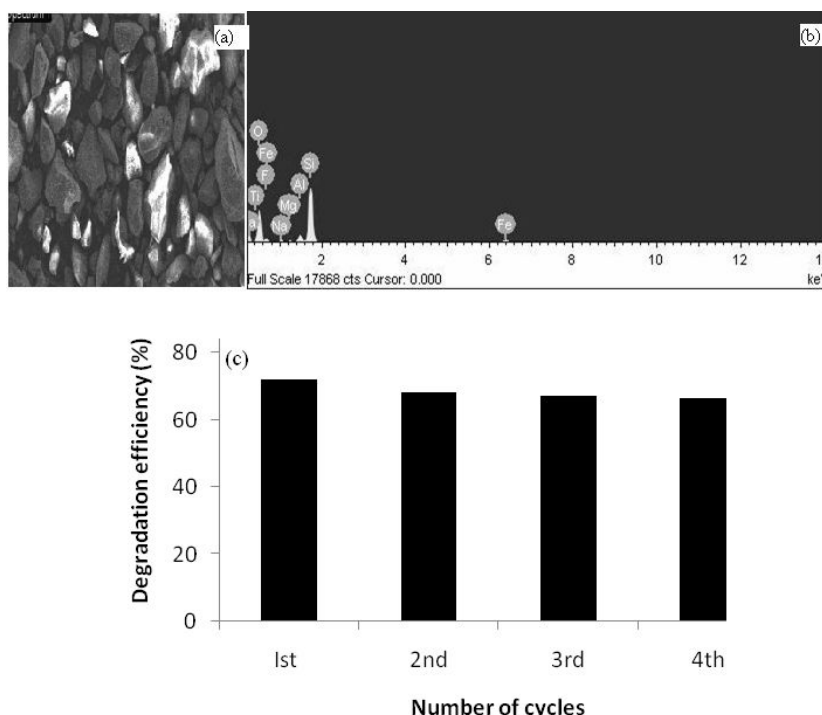 Spectrum
(a)
(b)
O
Fe
F
Ti
a
Na
Mg
Al
Si
Fe
2 4 6 8 10 12
Full Scale 17868 cts Cursor: 0.000
(c)
Degradation efficiency (%)
80
60
40
20
0
Ist 2nd 3rd 4th
Number of cycles